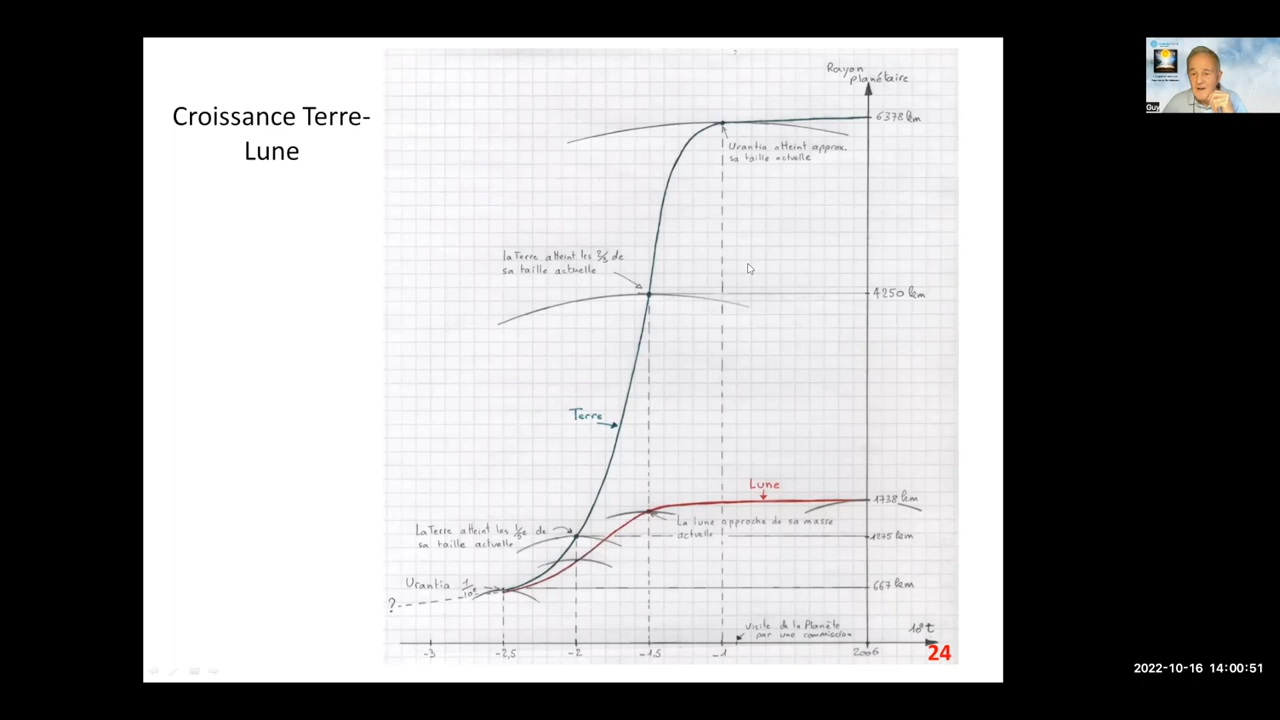 Croissance Terre-
Lune
Rayon
planétaire
6378 km
Urantia atteint approx.
sa taille actuelle
la Terre atteint les 2/3 de
sa taille actuelle
4250 km
Terre
Lune
1738 km
La lune approche de sa masse
actuelle
La Terre atteint les 1/5e de
sa taille actuelle
1275 km
Urantia 1/10e
667 km
?
visite de la Planète
par une commission
-3
-2,5
-2
-1,5
-1
2006
24
Guy
2022-10-16 14:00:51